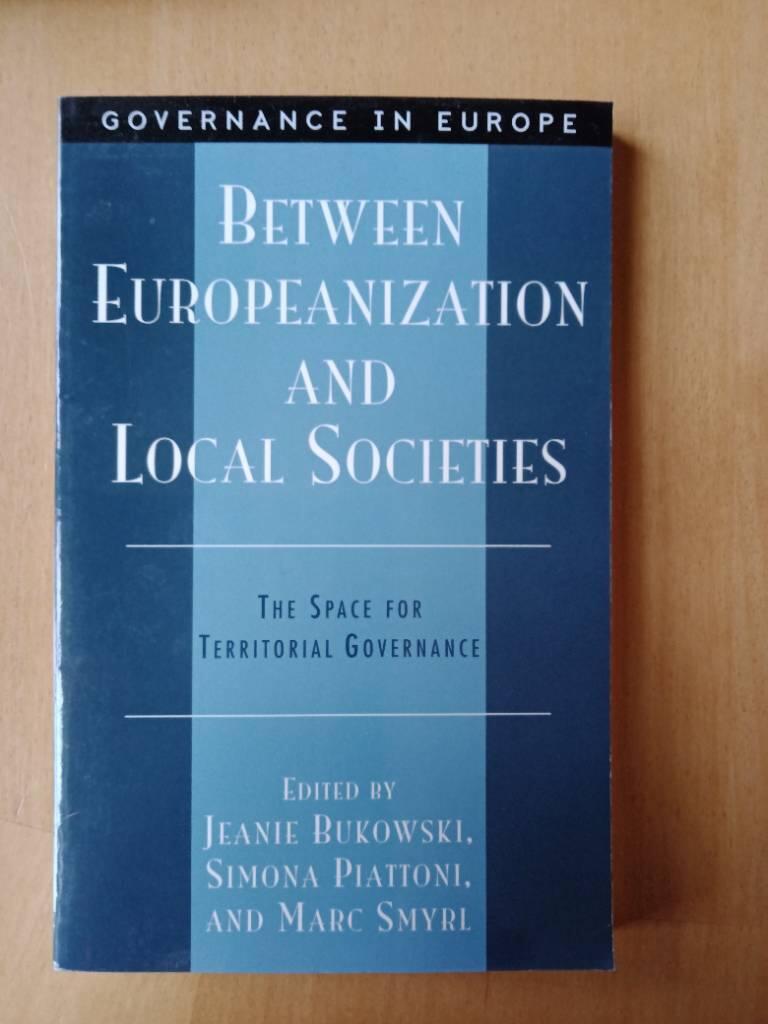 GOVERNANCE IN EUROPE
BETWEEN
EUROPEANIZATION
AND
LOCAL SOCIETIES
THE SPACE FOR
TERRITORIAL GOVERNANCE
EDITED BY
JEANIE BUKOWSKI,
SIMONA PIATTONI,
AND MARC SMYRL